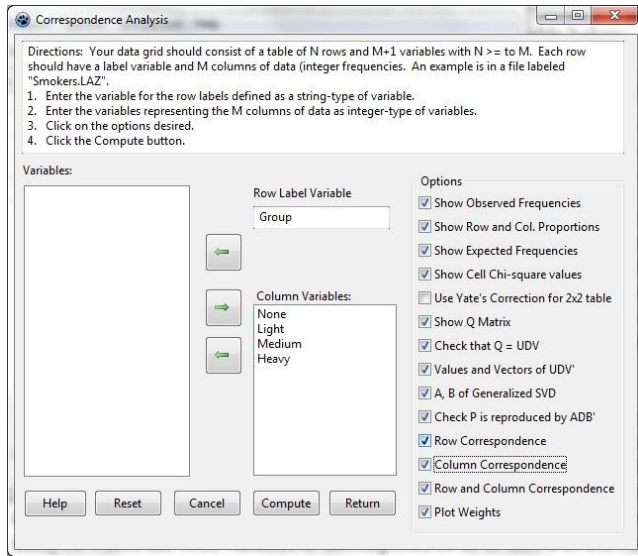 Correspondence Analysis
Directions: Your data grid should consist of a table of N rows and M+1 variables with N >= to M. Each row
should have a label variable and M columns of data (integer frequencies. An example is in a file labeled
"Smokers.LAZ".
1. Enter the variable for the row labels defined as a string-type of variable.
2. Enter the variables representing the M columns of data as integer-type of variables.
3. Click on the options desired.
4. Click the Compute button.
Variables:
Row Label Variable
Group
Column Variables:
None
Light
Medium
Heavy
Options
Show Observed Frequencies
Show Row and Col. Proportions
Show Expected Frequencies
Show Cell Chi-square values
Use Yate's Correction for 2x2 table
Show Q Matrix
Check that Q = UDV
Values and Vectors of UDV'
A, B of Generalized SVD
Check P is reproduced by ADB'
Row Correspondence
Column Correspondence
Row and Column Correspondence
Plot Weights
Help Reset Cancel Compute Return